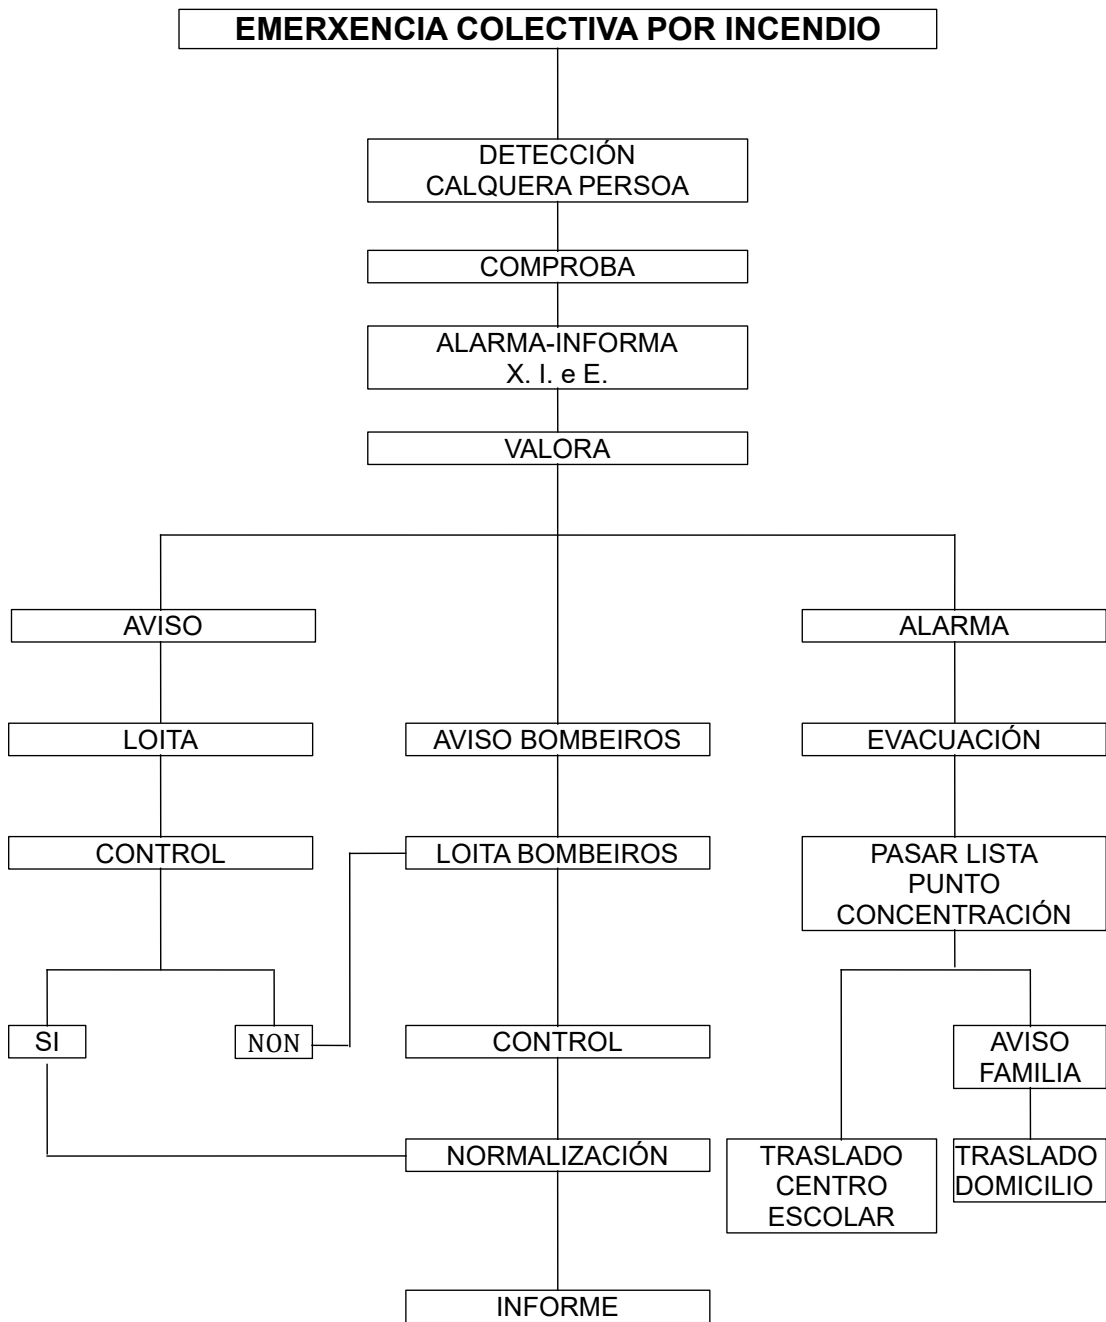 EMERXENCIA COLECTIVA POR INCENDIO
DETECCIÓN
CALQUERA PERSOA
COMPROBA
ALARMA-INFORMA
X. I. e E.
VALORA
AVISO
ALARMA
LOITA
AVISO BOMBEIROS
EVACUACIÓN
CONTROL
LOITA BOMBEIROS
PASAR LISTA
PUNTO
CONCENTRACIÓN
SI
NON
CONTROL
AVISO
FAMILIA
NORMALIZACIÓN
TRASLADO
CENTRO
ESCOLAR
TRASLADO
DOMICILIO
INFORME